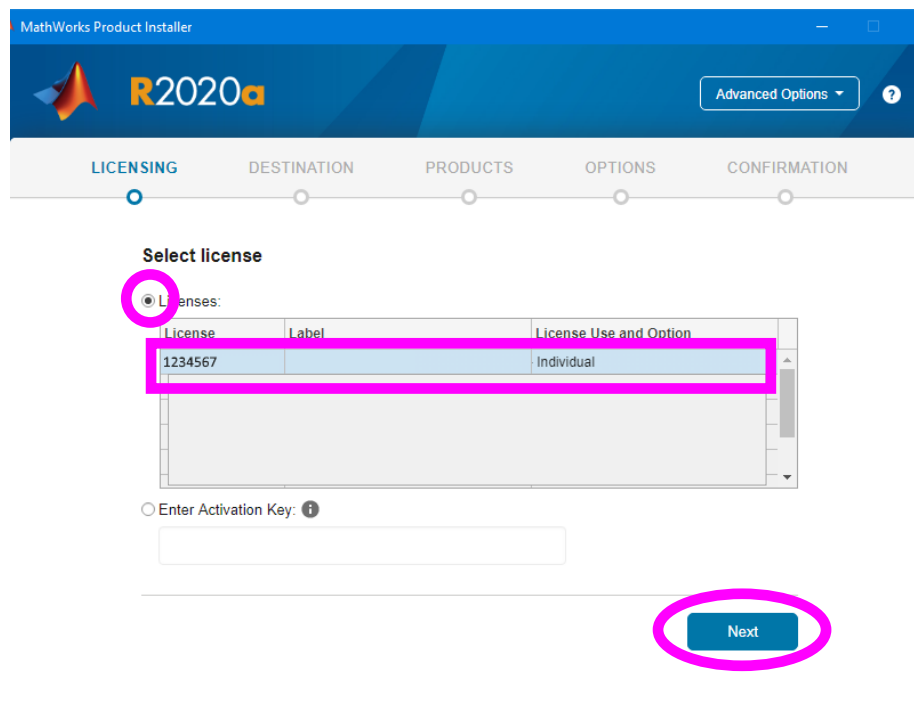 MathWorks Product Installer
R2020a
Advanced Options
?
LICENSING DESTINATION PRODUCTS OPTIONS CONFIRMATION
Select license
Licenses:
License Label License Use and Option
1234567 Individual
Enter Activation Key: i
Next